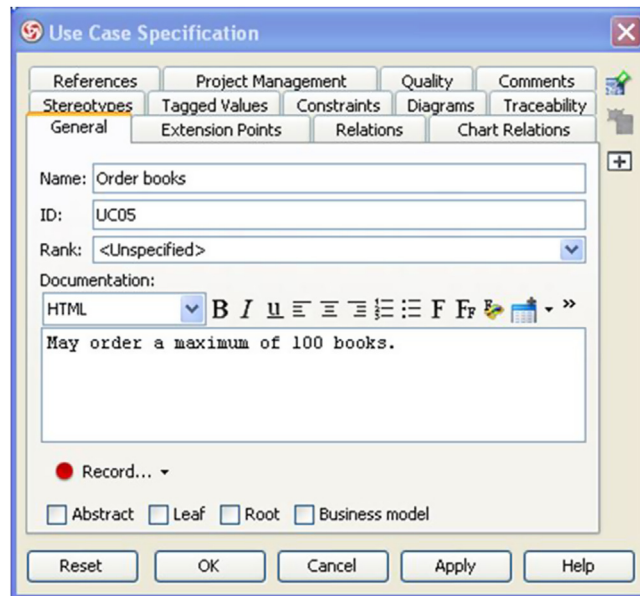 Use Case Specification
References Project Management Quality Comments
Stereotypes Tagged Values Constraints Diagrams Traceability
General Extension Points Relations Chart Relations
Name: Order books
ID: UC05
Rank: <Unspecified>
Documentation:
HTML B I u F FF »
May order a maximum of 100 books.
Record...
Abstract Leaf Root Business model
Reset OK Cancel Apply Help